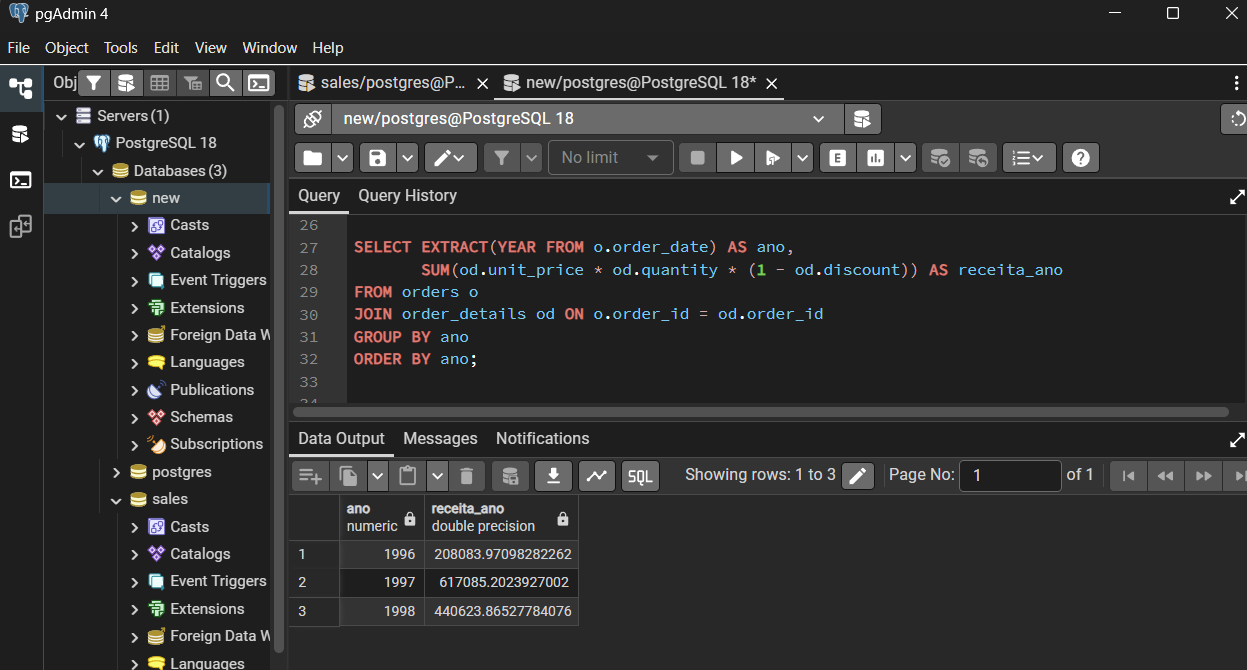 pgAdmin 4
File Object Tools Edit View Window Help
Obj
sales/postgres@P... new/postgres@PostgreSQL 18*
new/postgres@PostgreSQL 18
No limit
E
Query Query History
Servers (1)
PostgreSQL 18
Databases (3)
new
Casts
Catalogs
Event Triggers
Extensions
Foreign Data W
Languages
Publications
Schemas
Subscriptions
postgres
sales
Casts
Catalogs
Event Triggers
Extensions
Foreign Data W
Languages
26
27 SELECT EXTRACT(YEAR FROM o.order_date) AS ano,
28 SUM(od.unit_price * od.quantity * (1 - od.discount)) AS receita_ano
29 FROM orders o
30 JOIN order_details od ON o.order_id = od.order_id
31 GROUP BY ano
32 ORDER BY ano;
33
Data Output Messages Notifications
SQL Showing rows: 1 to 3 Page No: 1 of 1
ano receita_ano
numeric double precision
1 1996 208083.97098282262
2 1997 617085.2023927002
3 1998 440623.86527784076